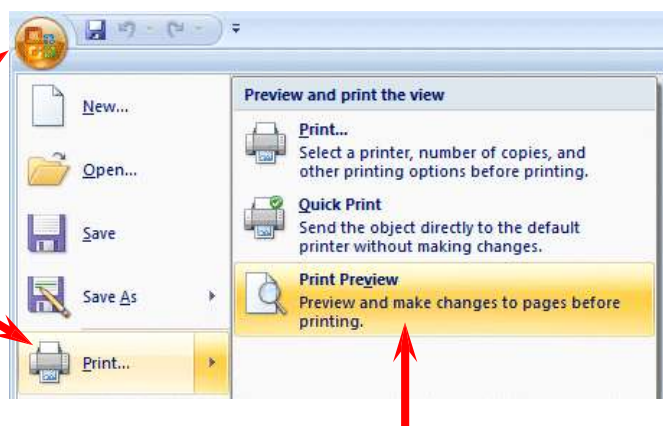 New...
Open...
Save
Save As
Print...
Preview and print the view
Print...
Select a printer, number of copies, and
other printing options before printing.
Quick Print
Send the object directly to the default
printer without making changes.
Print Preview
Preview and make changes to pages before
printing.